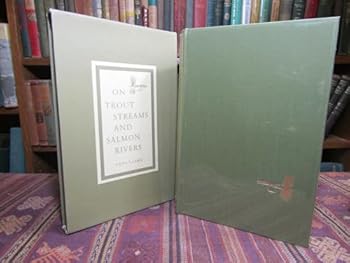 ON
TROUT
STREAMS
AND
SALMON
RIVERS